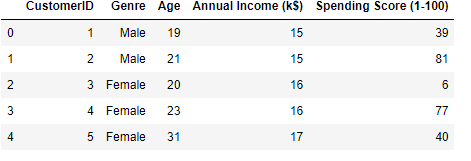 CustomerID Genre Age Annual Income (k$) Spending Score (1-100)
0 1 Male 19 15 39
1 2 Male 21 15 81
2 3 Female 20 16 6
3 4 Female 23 16 77
4 5 Female 31 17 40